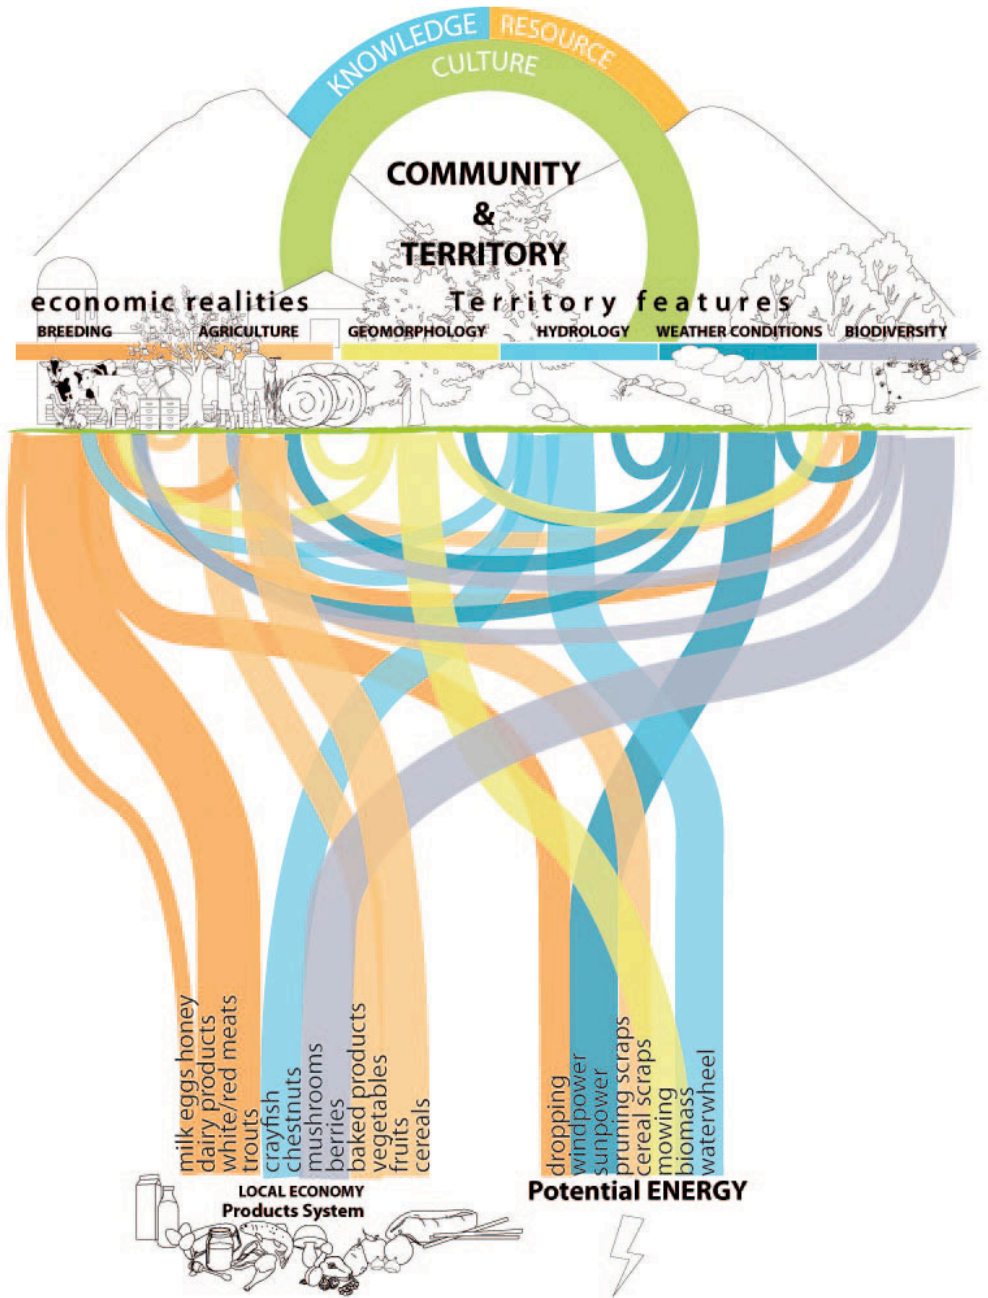 KNOWLEDGE
RESOURCE
CULTURE
COMMUNITY
&
TERRITORY
economic realities
Territory features
BREEDING
AGRICULTURE
GEOMORPHOLOGY
HYDROLOGY
WEATHER CONDITIONS
BIODIVERSITY
milk eggs honey
dairy products
white/red meats
trouts
crayfish
chestnuts
mushrooms
berries
baked products
vegetables
fruits
cereals
dropping
windpower
sunpower
pruning scraps
cereal scraps
mowing
biomass
waterwheel
LOCAL ECONOMY
Products System
Potential ENERGY